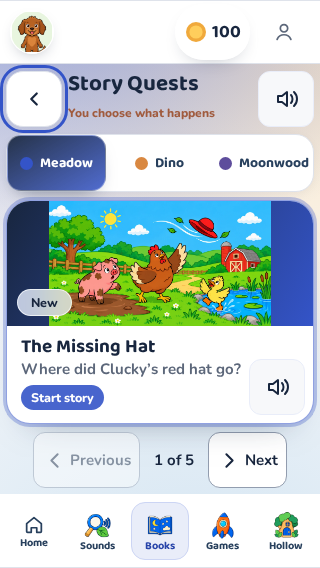 100
Story Quests
You choose what happens
Meadow
Dino
Moonwood
New
The Missing Hat
Where did Clucky's red hat go?
Start story
Previous
1 of 5
Next
Home
Sounds
Books
Games
Hollow